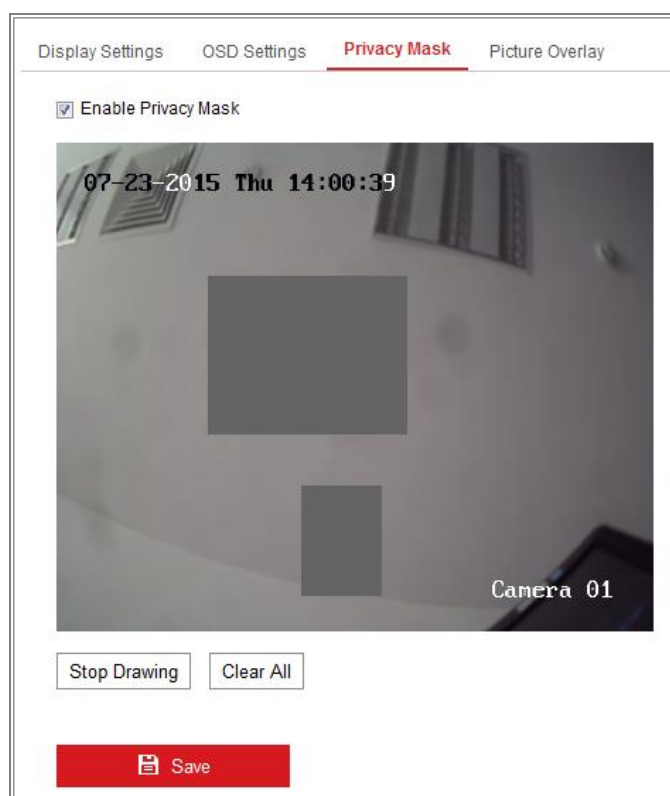 Display Settings OSD Settings Privacy Mask Picture Overlay
Enable Privacy Mask
07-23-2015 Thu 14:00:39
Camera 01
Stop Drawing Clear All
Save